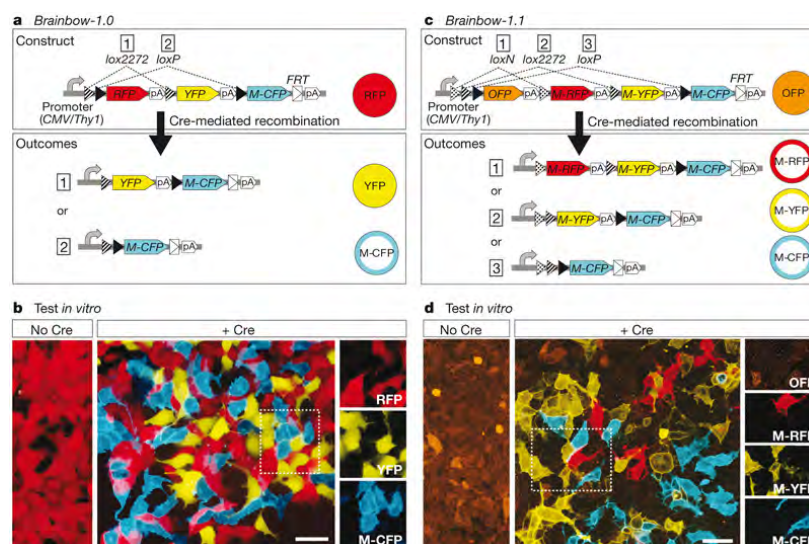 a Brainbow-1.0
Construct
1 2
lox2272 loxP
FRT
RFP pA YFP pA M-CFP pA
RFP
Promoter
(CMV/Thy1)
Cre-mediated recombination
Outcomes
1 YFP pA M-CFP pA
YFP
or
2 M-CFP pA
M-CFP
b Test in vitro
No Cre
+ Cre
RFP
YFP
M-CFP
c Brainbow-1.1
Construct
1 2 3
loxN lox2272 loxP
FRT
OFP pA M-RFP pA M-YFP pA M-CFP pA
OFP
Promoter
(CMV/Thy1)
Cre-mediated recombination
Outcomes
1 M-RFP pA M-YFP pA M-CFP pA
M-RFP
or
2 M-YFP pA M-CFP pA
M-YFP
or
3 M-CFP pA
M-CFP
d Test in vitro
No Cre
+ Cre
OFP
M-RFP
M-YFP
M-CFP